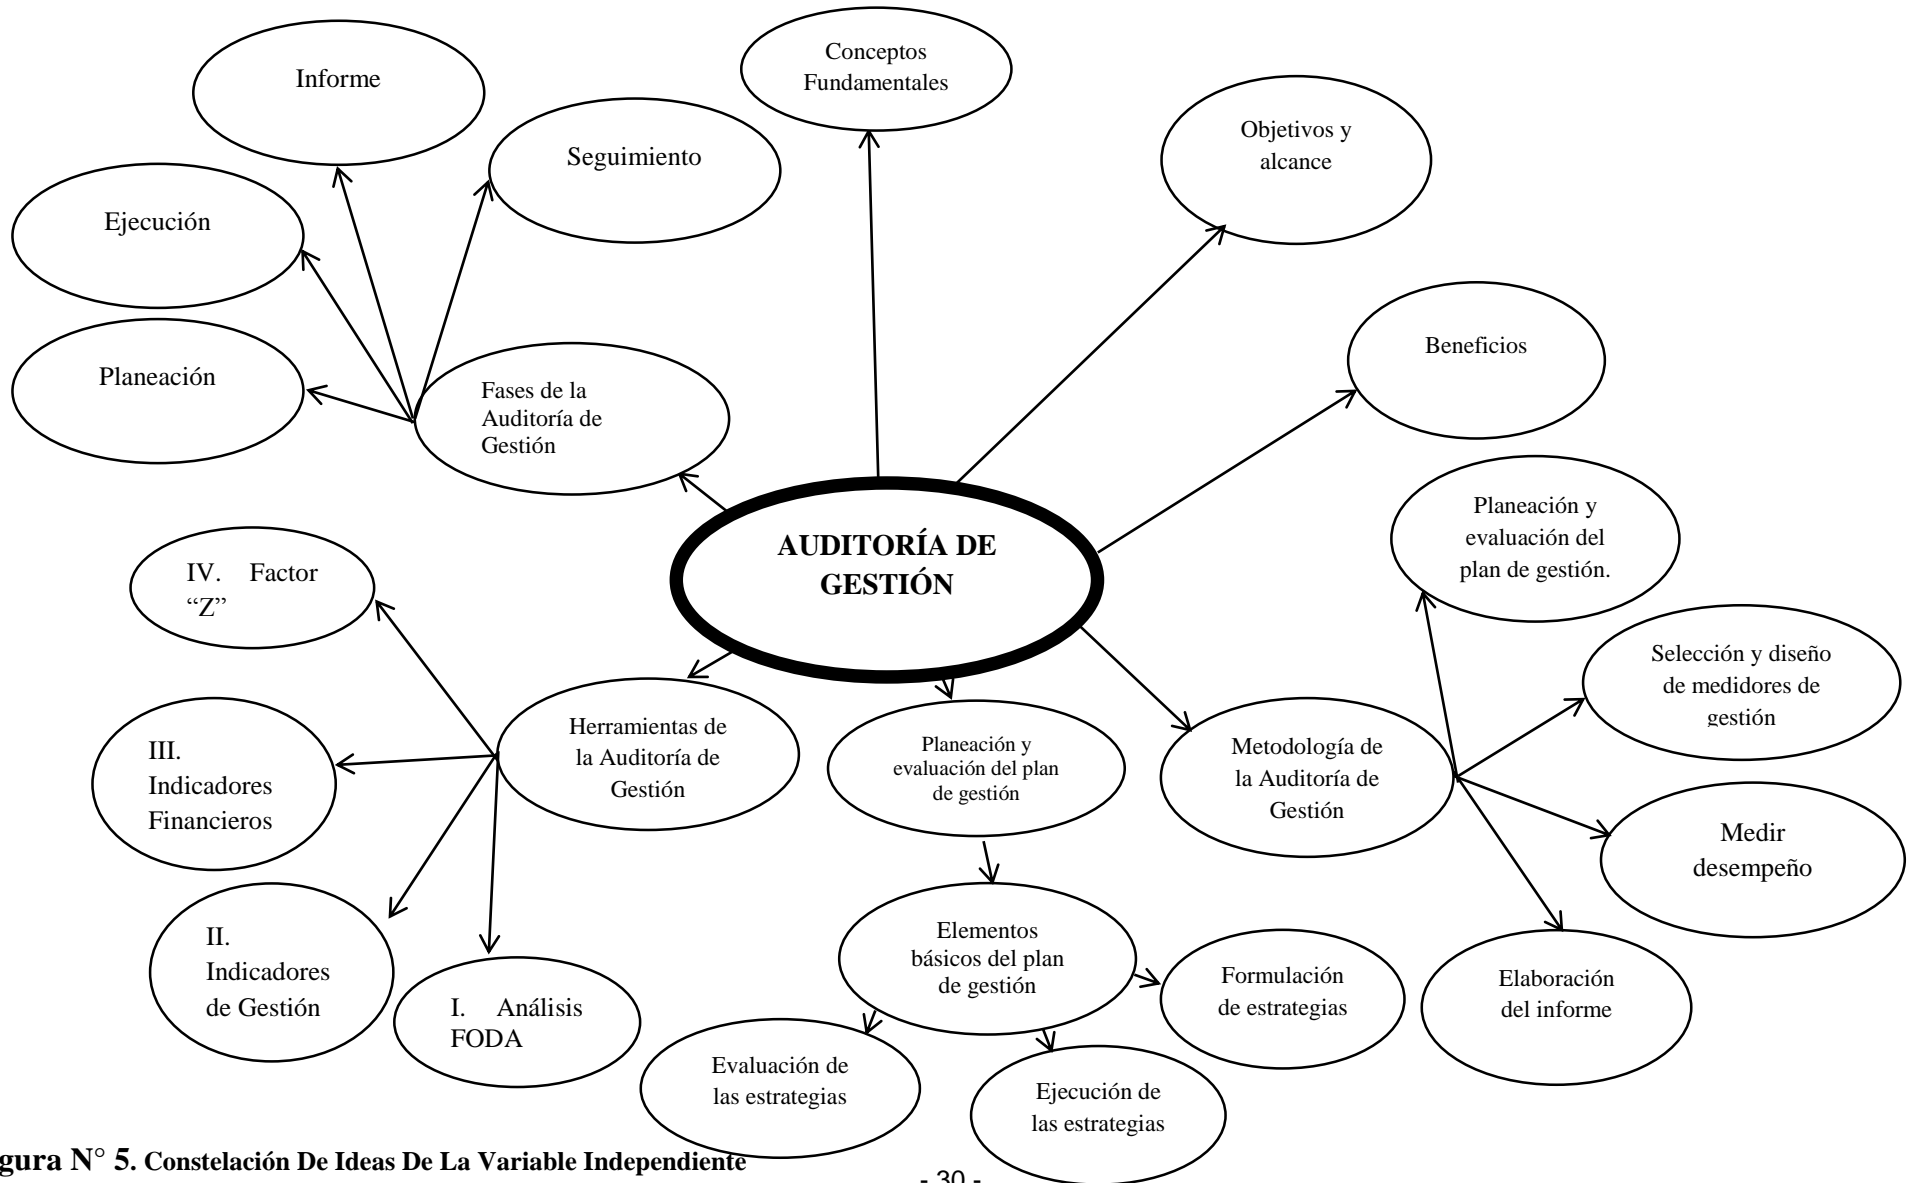 Informe
Conceptos
Fundamentales
Objetivos y
alcance
Seguimiento
Ejecución
Beneficios
Planeación
Fases de la
Auditoría de
Gestión
AUDITORÍA DE
GESTIÓN
Planeación y
evaluación del
plan de gestión.
IV. Factor
“Z”
Selección y diseño
de medidores de
gestión
Herramientas de
la Auditoría de
Gestión
Planeación y
evaluación del plan
de gestión
Metodología de
la Auditoría de
Gestión
III.
Indicadores
Financieros
Medir
desempeño
II.
Indicadores
de Gestión
Elementos
básicos del plan
de gestión
Formulación
de estrategias
Elaboración
del informe
I. Análisis
FODA
Evaluación de
las estrategias
Ejecución de
las estrategias
gura N° 5. Constelación De Ideas De La Variable Independiente
- 30 -